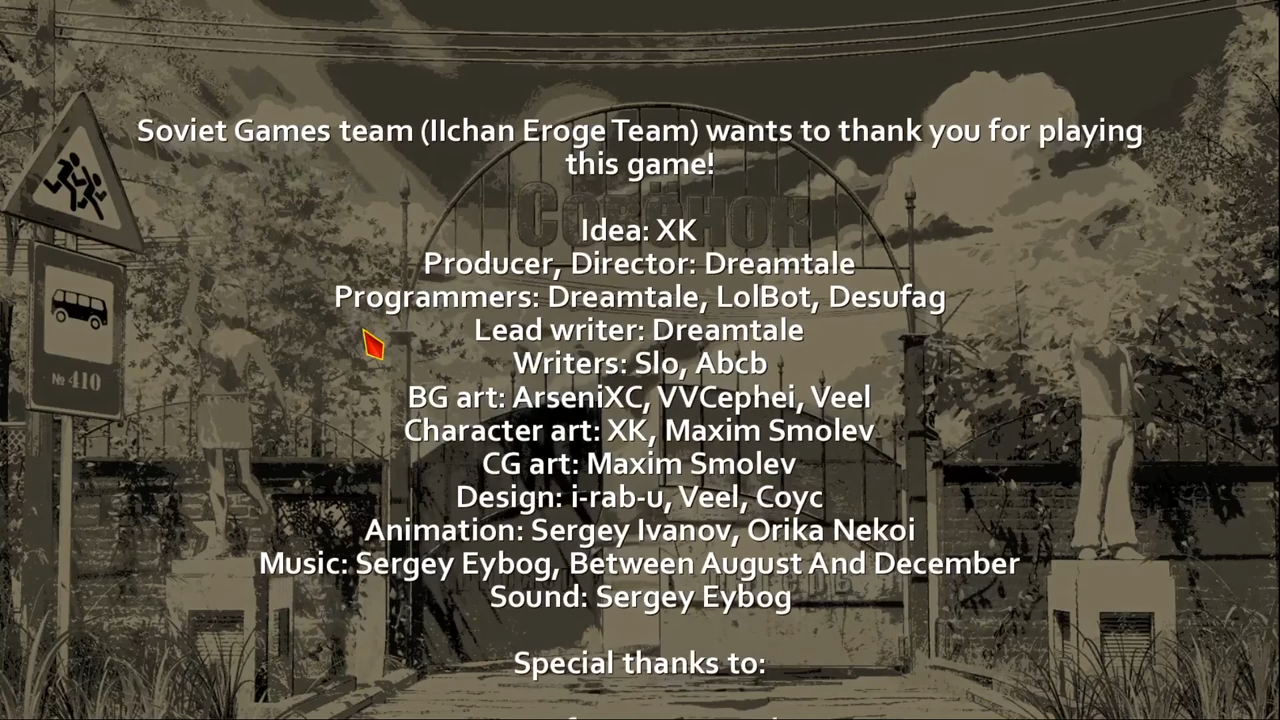 Soviet Games team (IIchan Eroge Team) wants to thank you for playing
this game!
Совёнок
Idea: XK
Producer, Director: Dreamtale
Programmers: Dreamtale, LolBot, Desufag
Lead writer: Dreamtale
Writers: Slo, Abcb
№ 410
BG art: ArseniXC, VVCephei, Veel
Character art: XK, Maxim Smolev
CG art: Maxim Smolev
Design: i-rab-u, Veel, Coyc
Animation: Sergey Ivanov, Orika Nekoi
Music: Sergey Eybog, Between August And December
Sound: Sergey Eybog
Special thanks to: